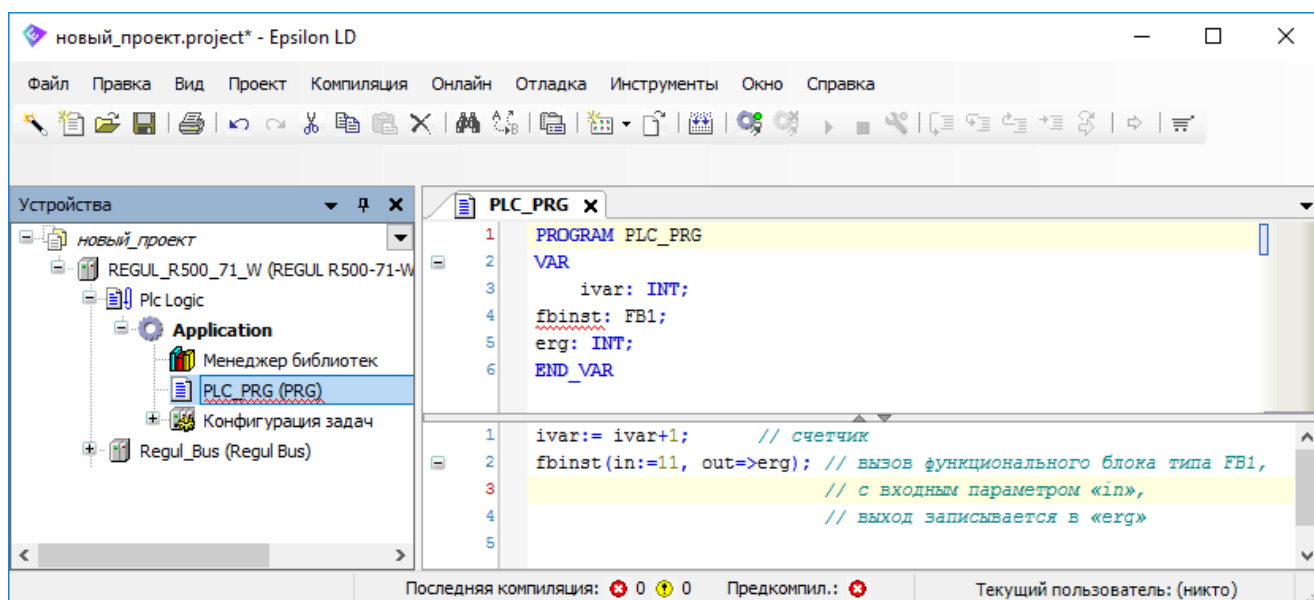 новый_проект.project* - Epsilon LD
Файл Правка Вид Проект Компиляция Онлайн Отладка Инструменты Окно Справка
Устройства
новый_проект
REGUL_R500_71_W (REGUL R500-71-W
Plc Logic
Application
Менеджер библиотек
PLC_PRG (PRG)
Конфигурация задач
Regul_Bus (Regul Bus)
PLC_PRG
1 PROGRAM PLC_PRG
2 VAR
3 ivar: INT;
4 fbinst: FB1;
5 erg: INT;
6 END_VAR
1 ivar:= ivar+1; // счетчик
2 fbinst(in:=11, out=>erg); // вызов функционального блока типа FB1,
3 // с входным параметром «in»,
4 // выход записывается в «erg»
5
Последняя компиляция: 0 0 Предкомпил.: Текущий пользователь: (никто)